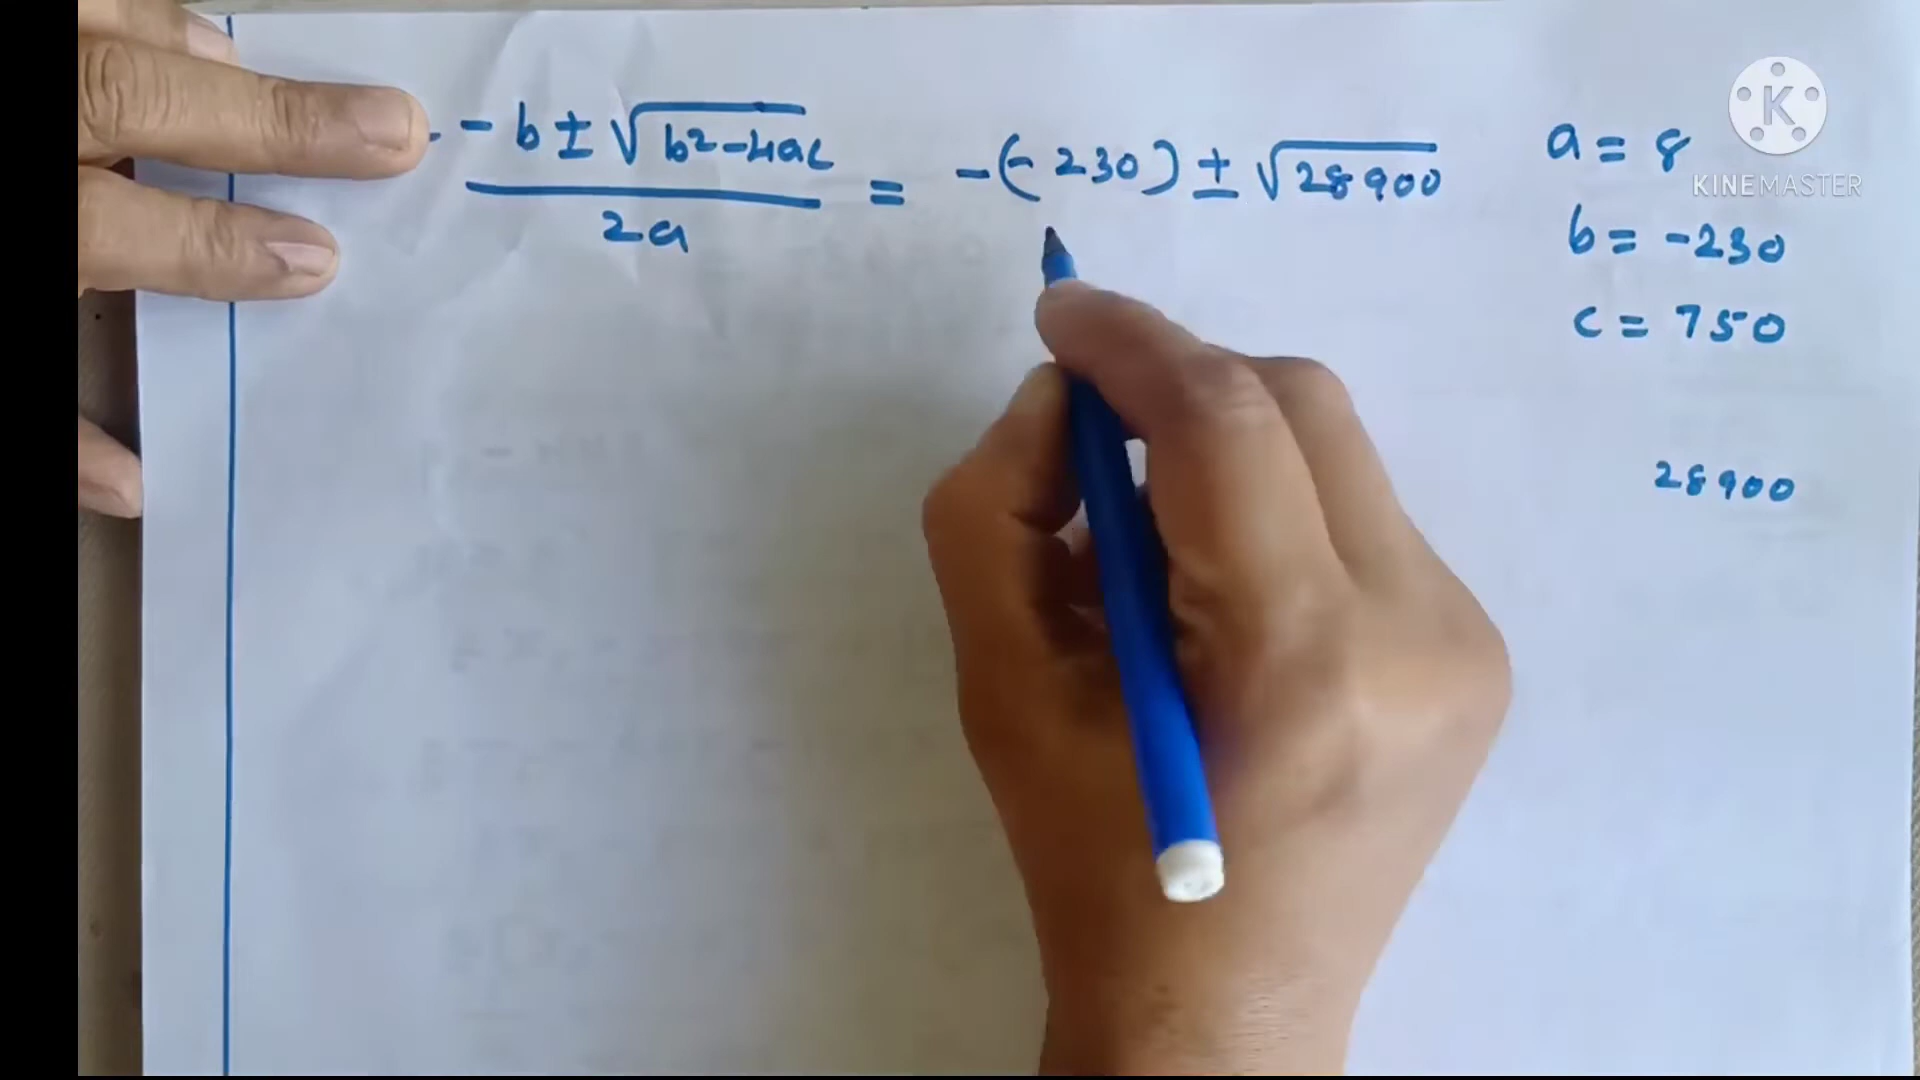 -b ± √b²-4ac = -(-230) ± √28900
2a
a = 8
K
KINEMASTER
b = -230
c = 750
28900